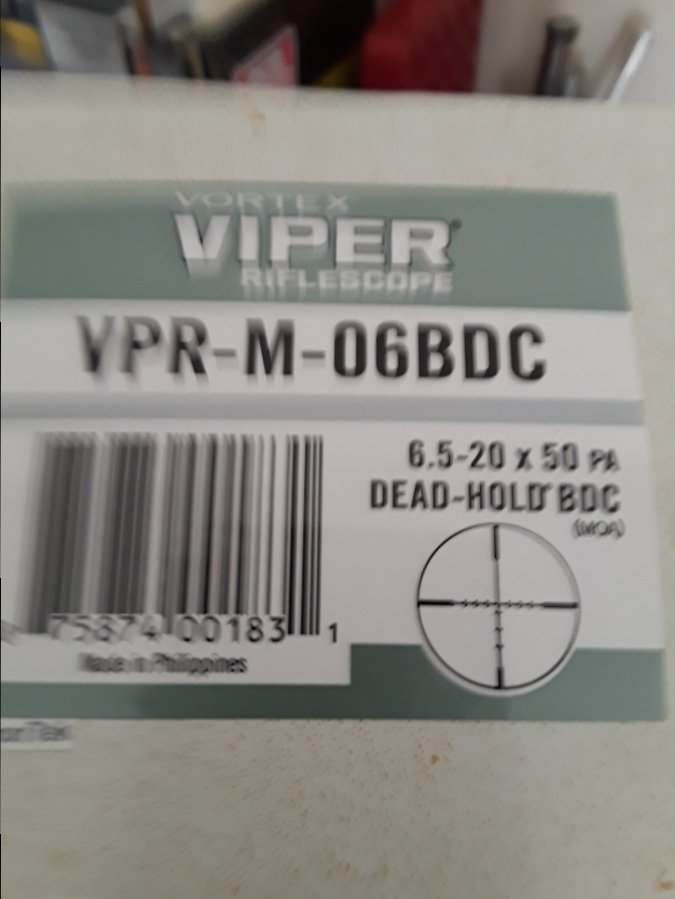 VORTEX
VIPER®
RIFLESCOPE
VPR-M-06BDC
6.5-20 x 50 PA
DEAD-HOLD™ BDC
(MOA)
75874 00183 1
Made in Philippines